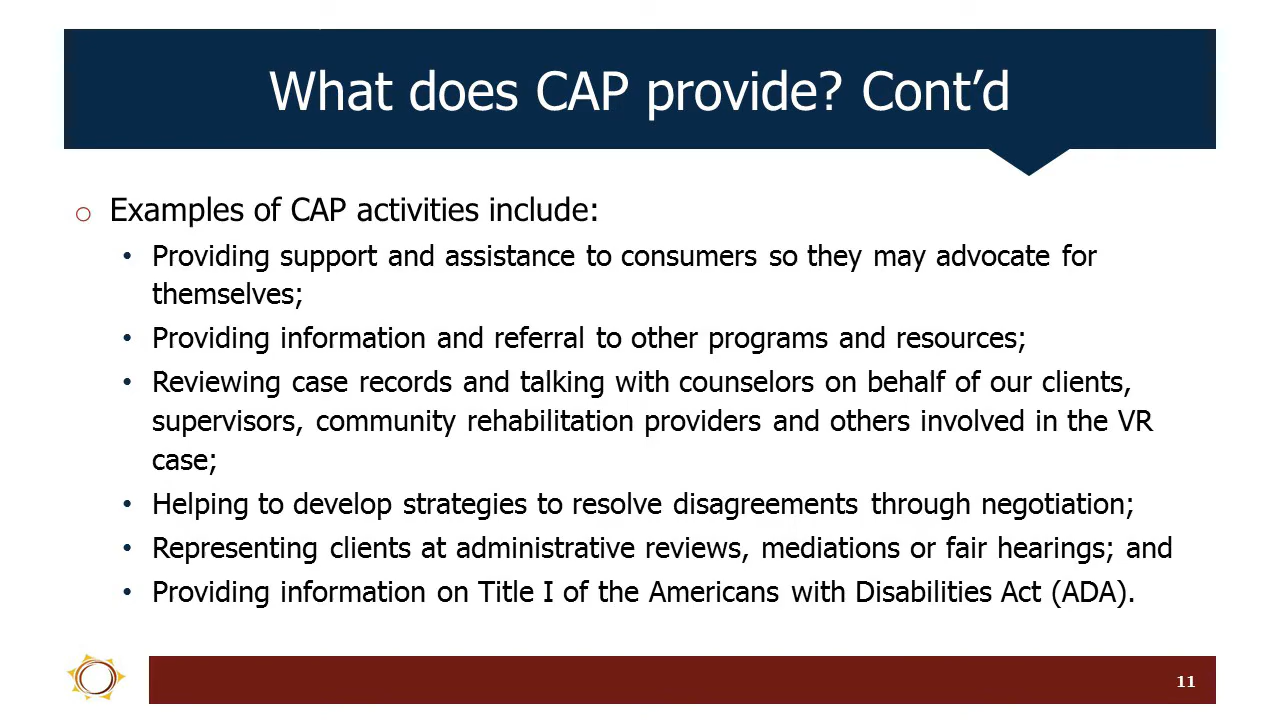 What does CAP provide? Cont’d
o Examples of CAP activities include:
• Providing support and assistance to consumers so they may advocate for
themselves;
• Providing information and referral to other programs and resources;
• Reviewing case records and talking with counselors on behalf of our clients,
supervisors, community rehabilitation providers and others involved in the VR
case;
• Helping to develop strategies to resolve disagreements through negotiation;
• Representing clients at administrative reviews, mediations or fair hearings; and
• Providing information on Title I of the Americans with Disabilities Act (ADA).
11